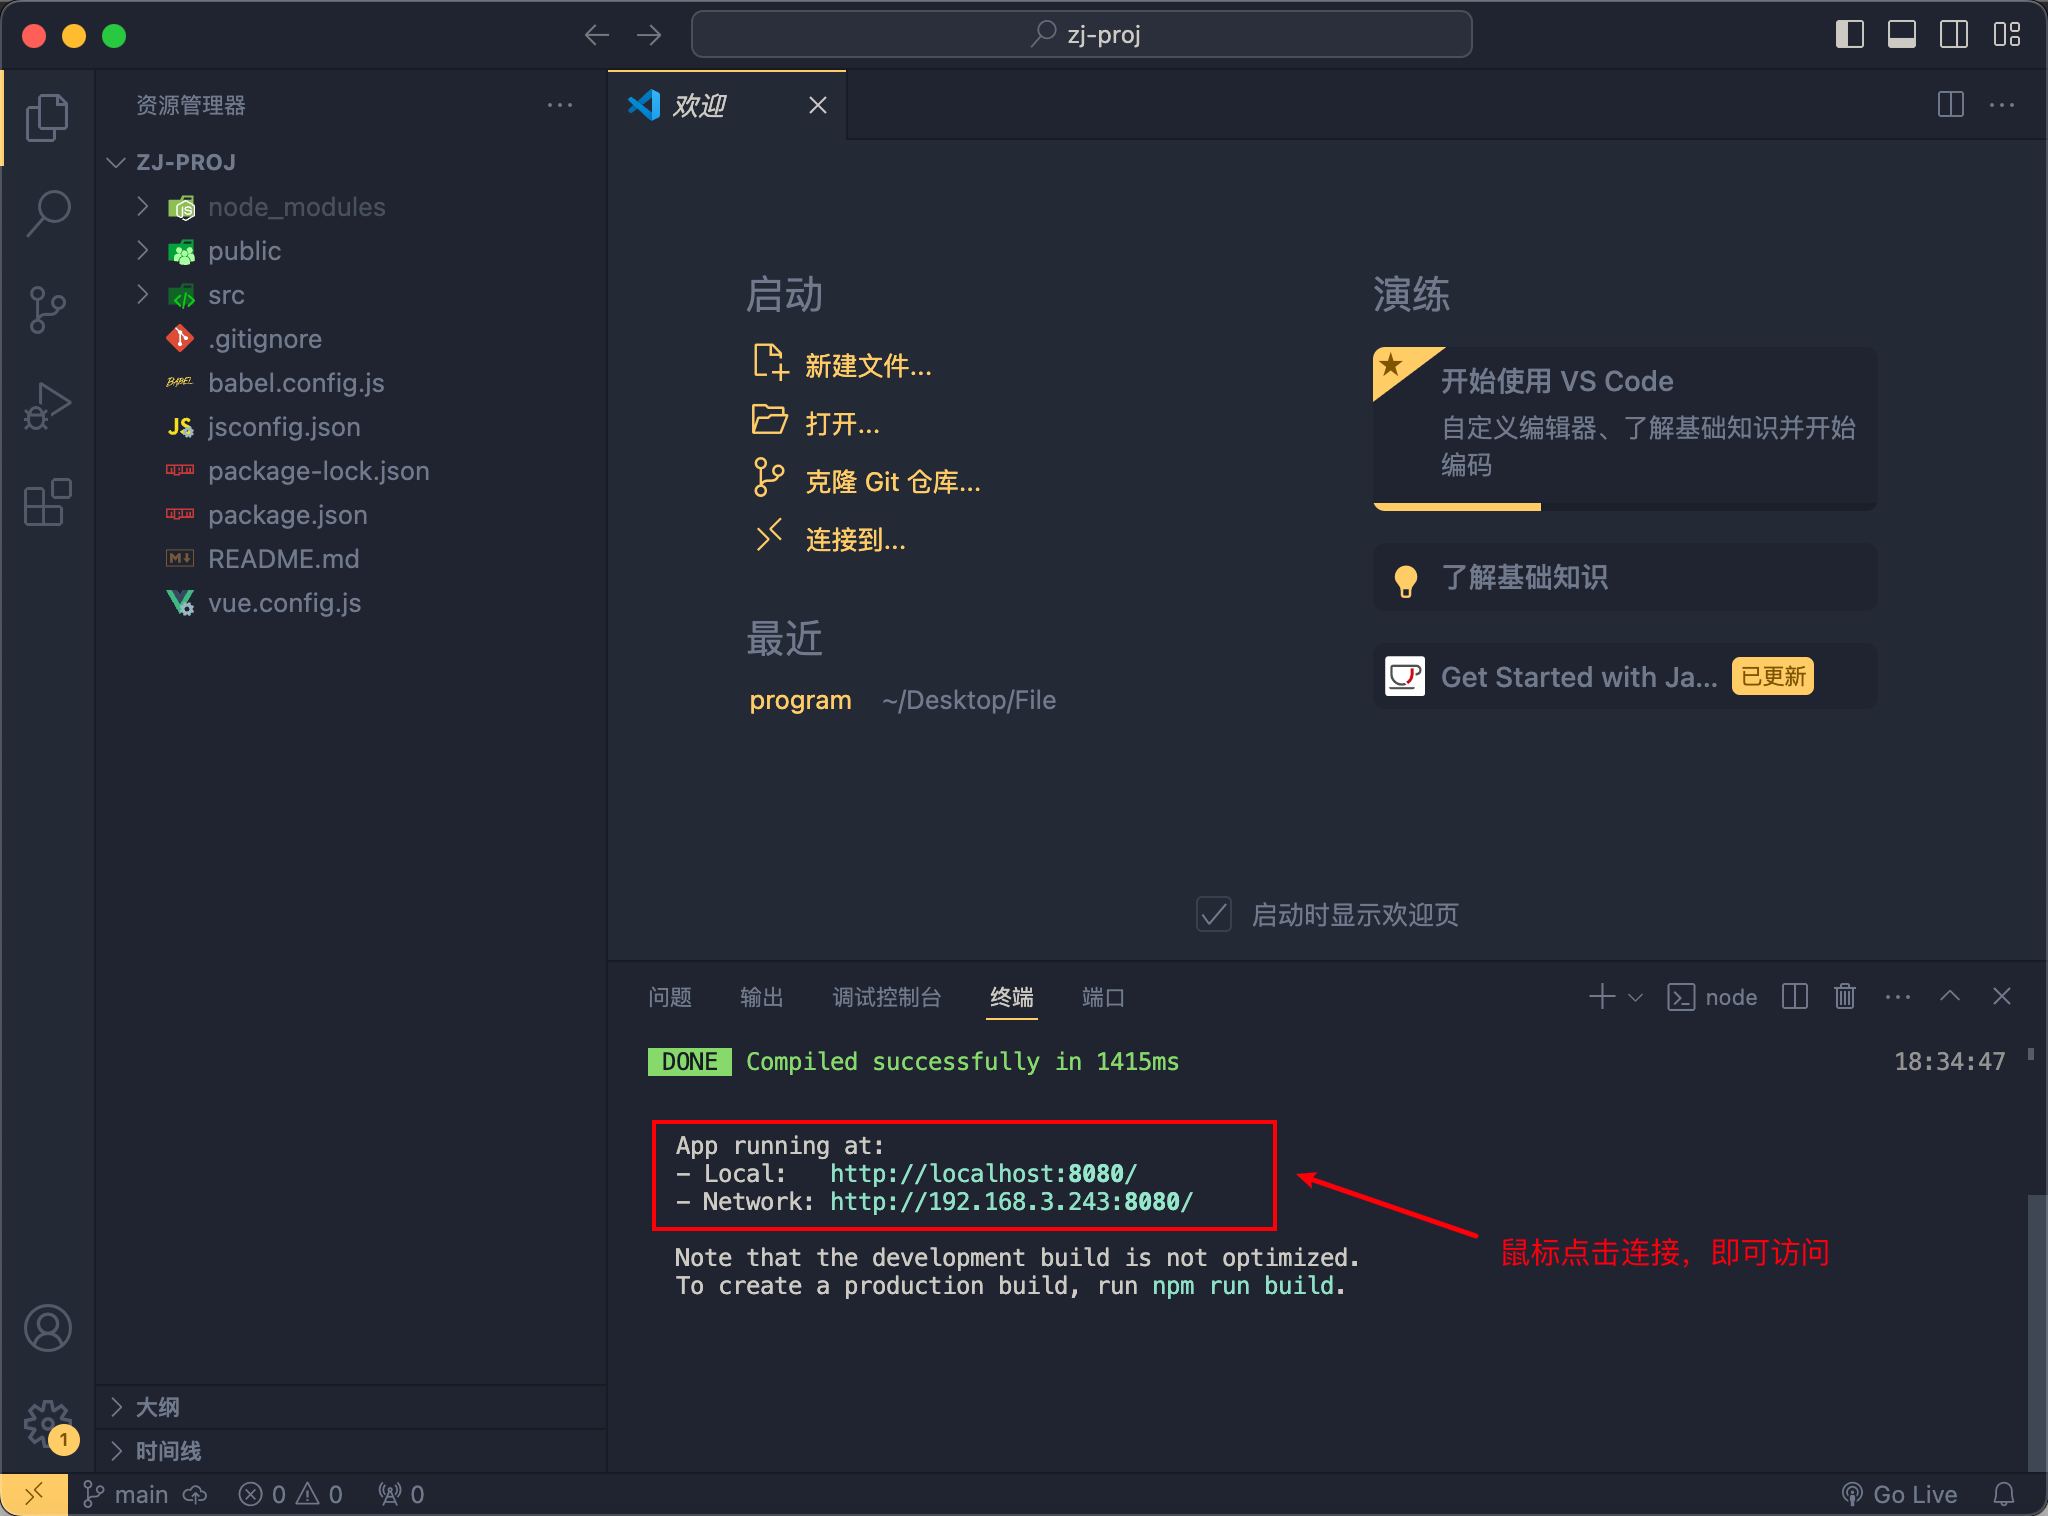 zj-proj
资源管理器
欢迎
ZJ-PROJ
node_modules
public
src
.gitignore
babel.config.js
jsconfig.json
package-lock.json
package.json
README.md
vue.config.js
启动
新建文件...
打开...
克隆 Git 仓库...
连接到...
最近
program ~/Desktop/File
演练
开始使用 VS Code
自定义编辑器、了解基础知识并开始
编码
了解基础知识
Get Started with Ja... 已更新
启动时显示欢迎页
问题 输出 调试控制台 终端 端口 node
DONE Compiled successfully in 1415ms 18:34:47
App running at:
- Local: http://localhost:8080/
- Network: http://192.168.3.243:8080/
鼠标点击连接，即可访问
Note that the development build is not optimized.
To create a production build, run npm run build.
大纲
时间线
1
main 0 0 0 Go Live